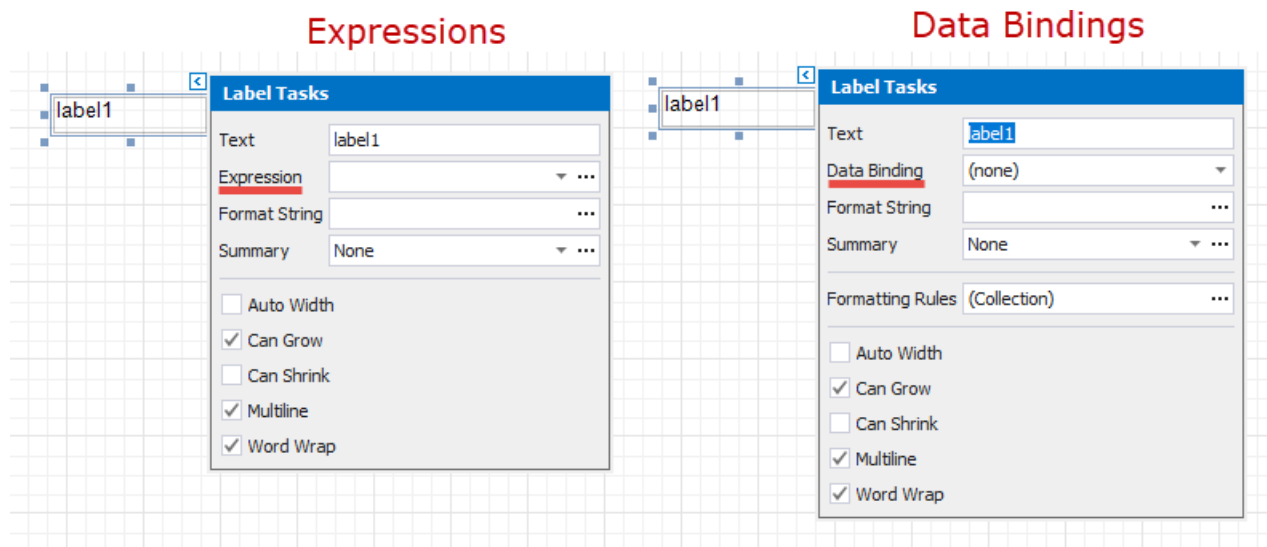 Expressions
label1
Label Tasks
Text label1
Expression
Format String
Summary None
Auto Width
Can Grow
Can Shrink
Multiline
Word Wrap
Data Bindings
label1
Label Tasks
Text label1
Data Binding (none)
Format String
Summary None
Formatting Rules (Collection)
Auto Width
Can Grow
Can Shrink
Multiline
Word Wrap